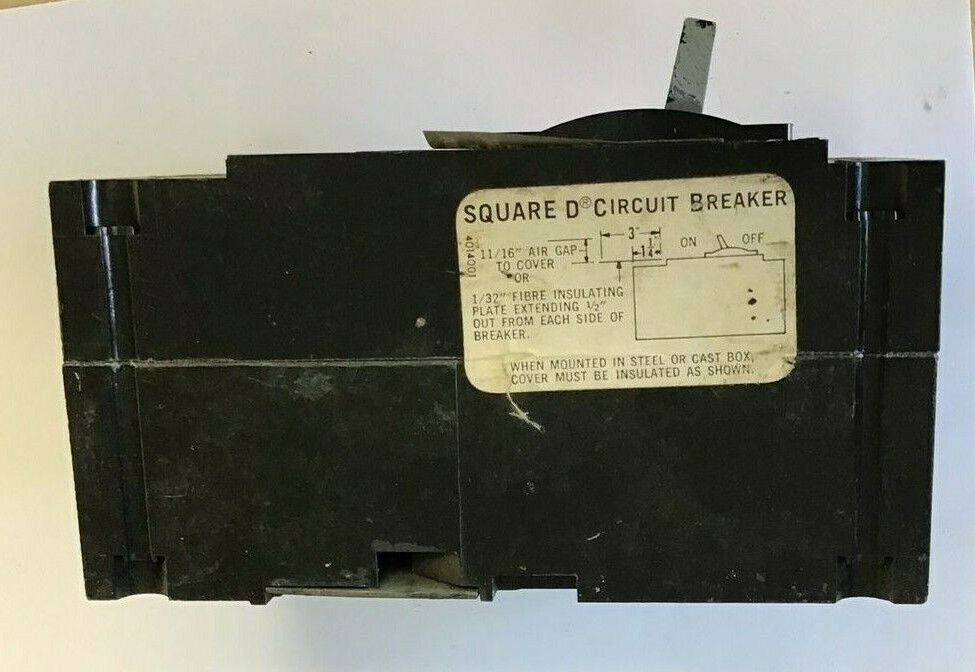 SQUARE D® CIRCUIT BREAKER
4014001
11/16" AIR GAP
TO COVER
OR
1/32" FIBRE INSULATING
PLATE EXTENDING 1/2"
OUT FROM EACH SIDE OF
BREAKER.
3"
1 1/4"
ON OFF
WHEN MOUNTED IN STEEL OR CAST BOX,
COVER MUST BE INSULATED AS SHOWN.